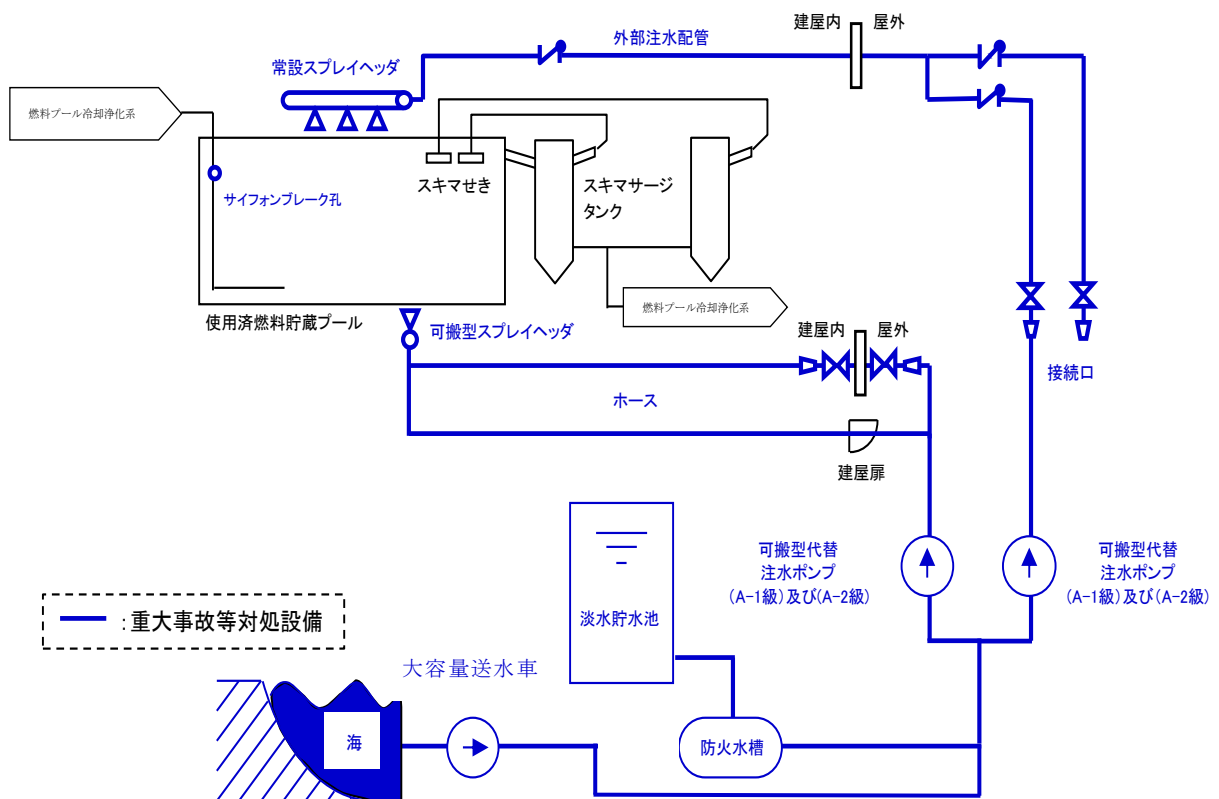 建屋内
屋外
外部注水配管
常設スプレイヘッダ
燃料プール冷却浄化系
スキマせき
スキマサージ
タンク
サイフォンブレーク孔
燃料プール冷却浄化系
使用済燃料貯蔵プール
可搬型スプレイヘッダ
建屋内
屋外
接続口
ホース
建屋扉
可搬型代替
注水ポンプ
(A-1級)及び(A-2級)
可搬型代替
注水ポンプ
(A-1級)及び(A-2級)
淡水貯水池
:重大事故等対処設備
大容量送水車
海
防火水槽